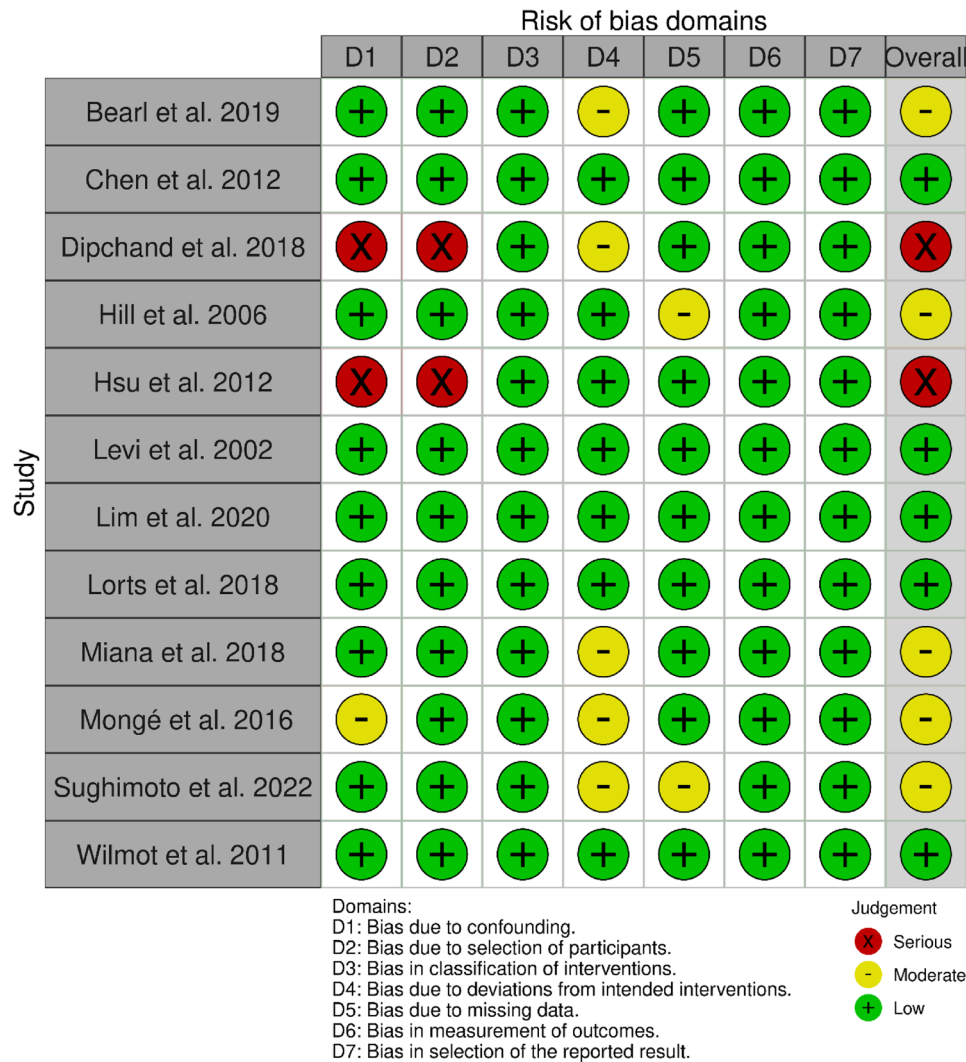 Risk of bias domains
D1 D2 D3 D4 D5 D6 D7 Overall
Study
Bearl et al. 2019 + + + - + + + -
Chen et al. 2012 + + + + + + + +
Dipchand et al. 2018 X X + - + + + X
Hill et al. 2006 + + + + - + + -
Hsu et al. 2012 X X + + + + + X
Levi et al. 2002 + + + + + + + +
Lim et al. 2020 + + + + + + + +
Lorts et al. 2018 + + + + + + + +
Miana et al. 2018 + + + - + + + -
Mongé et al. 2016 - + + - + + + -
Sughimoto et al. 2022 + + + - - + + -
Wilmot et al. 2011 + + + + + + + +
Domains:
D1: Bias due to confounding.
D2: Bias due to selection of participants.
D3: Bias in classification of interventions.
D4: Bias due to deviations from intended interventions.
D5: Bias due to missing data.
D6: Bias in measurement of outcomes.
D7: Bias in selection of the reported result.
Judgement
X Serious
- Moderate
+ Low